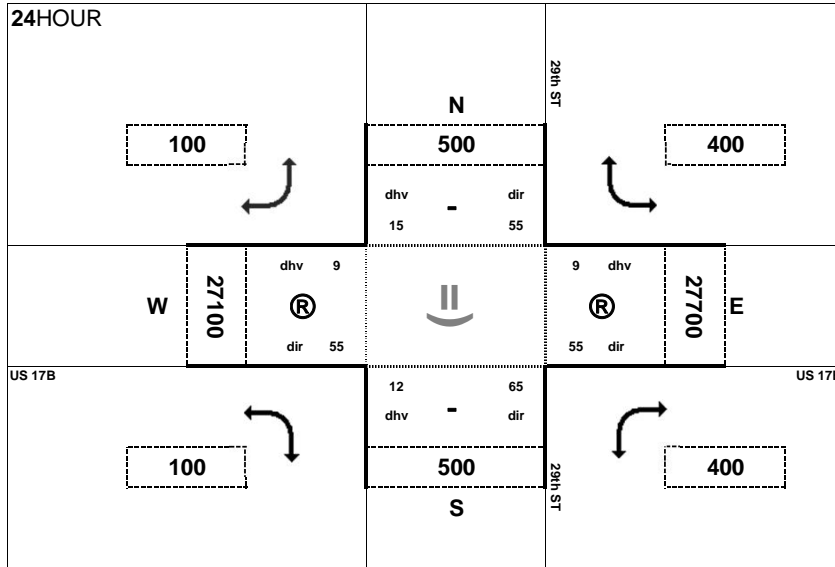 24HOUR
29th ST
N
100
500
400
dhv - dir
15 55
dhv 9
9 dhv
W
27100
®
®
27700
E
dir 55
55 dir
US 17B
US 17
12 65
dhv - dir
100
500
400
29th ST
S